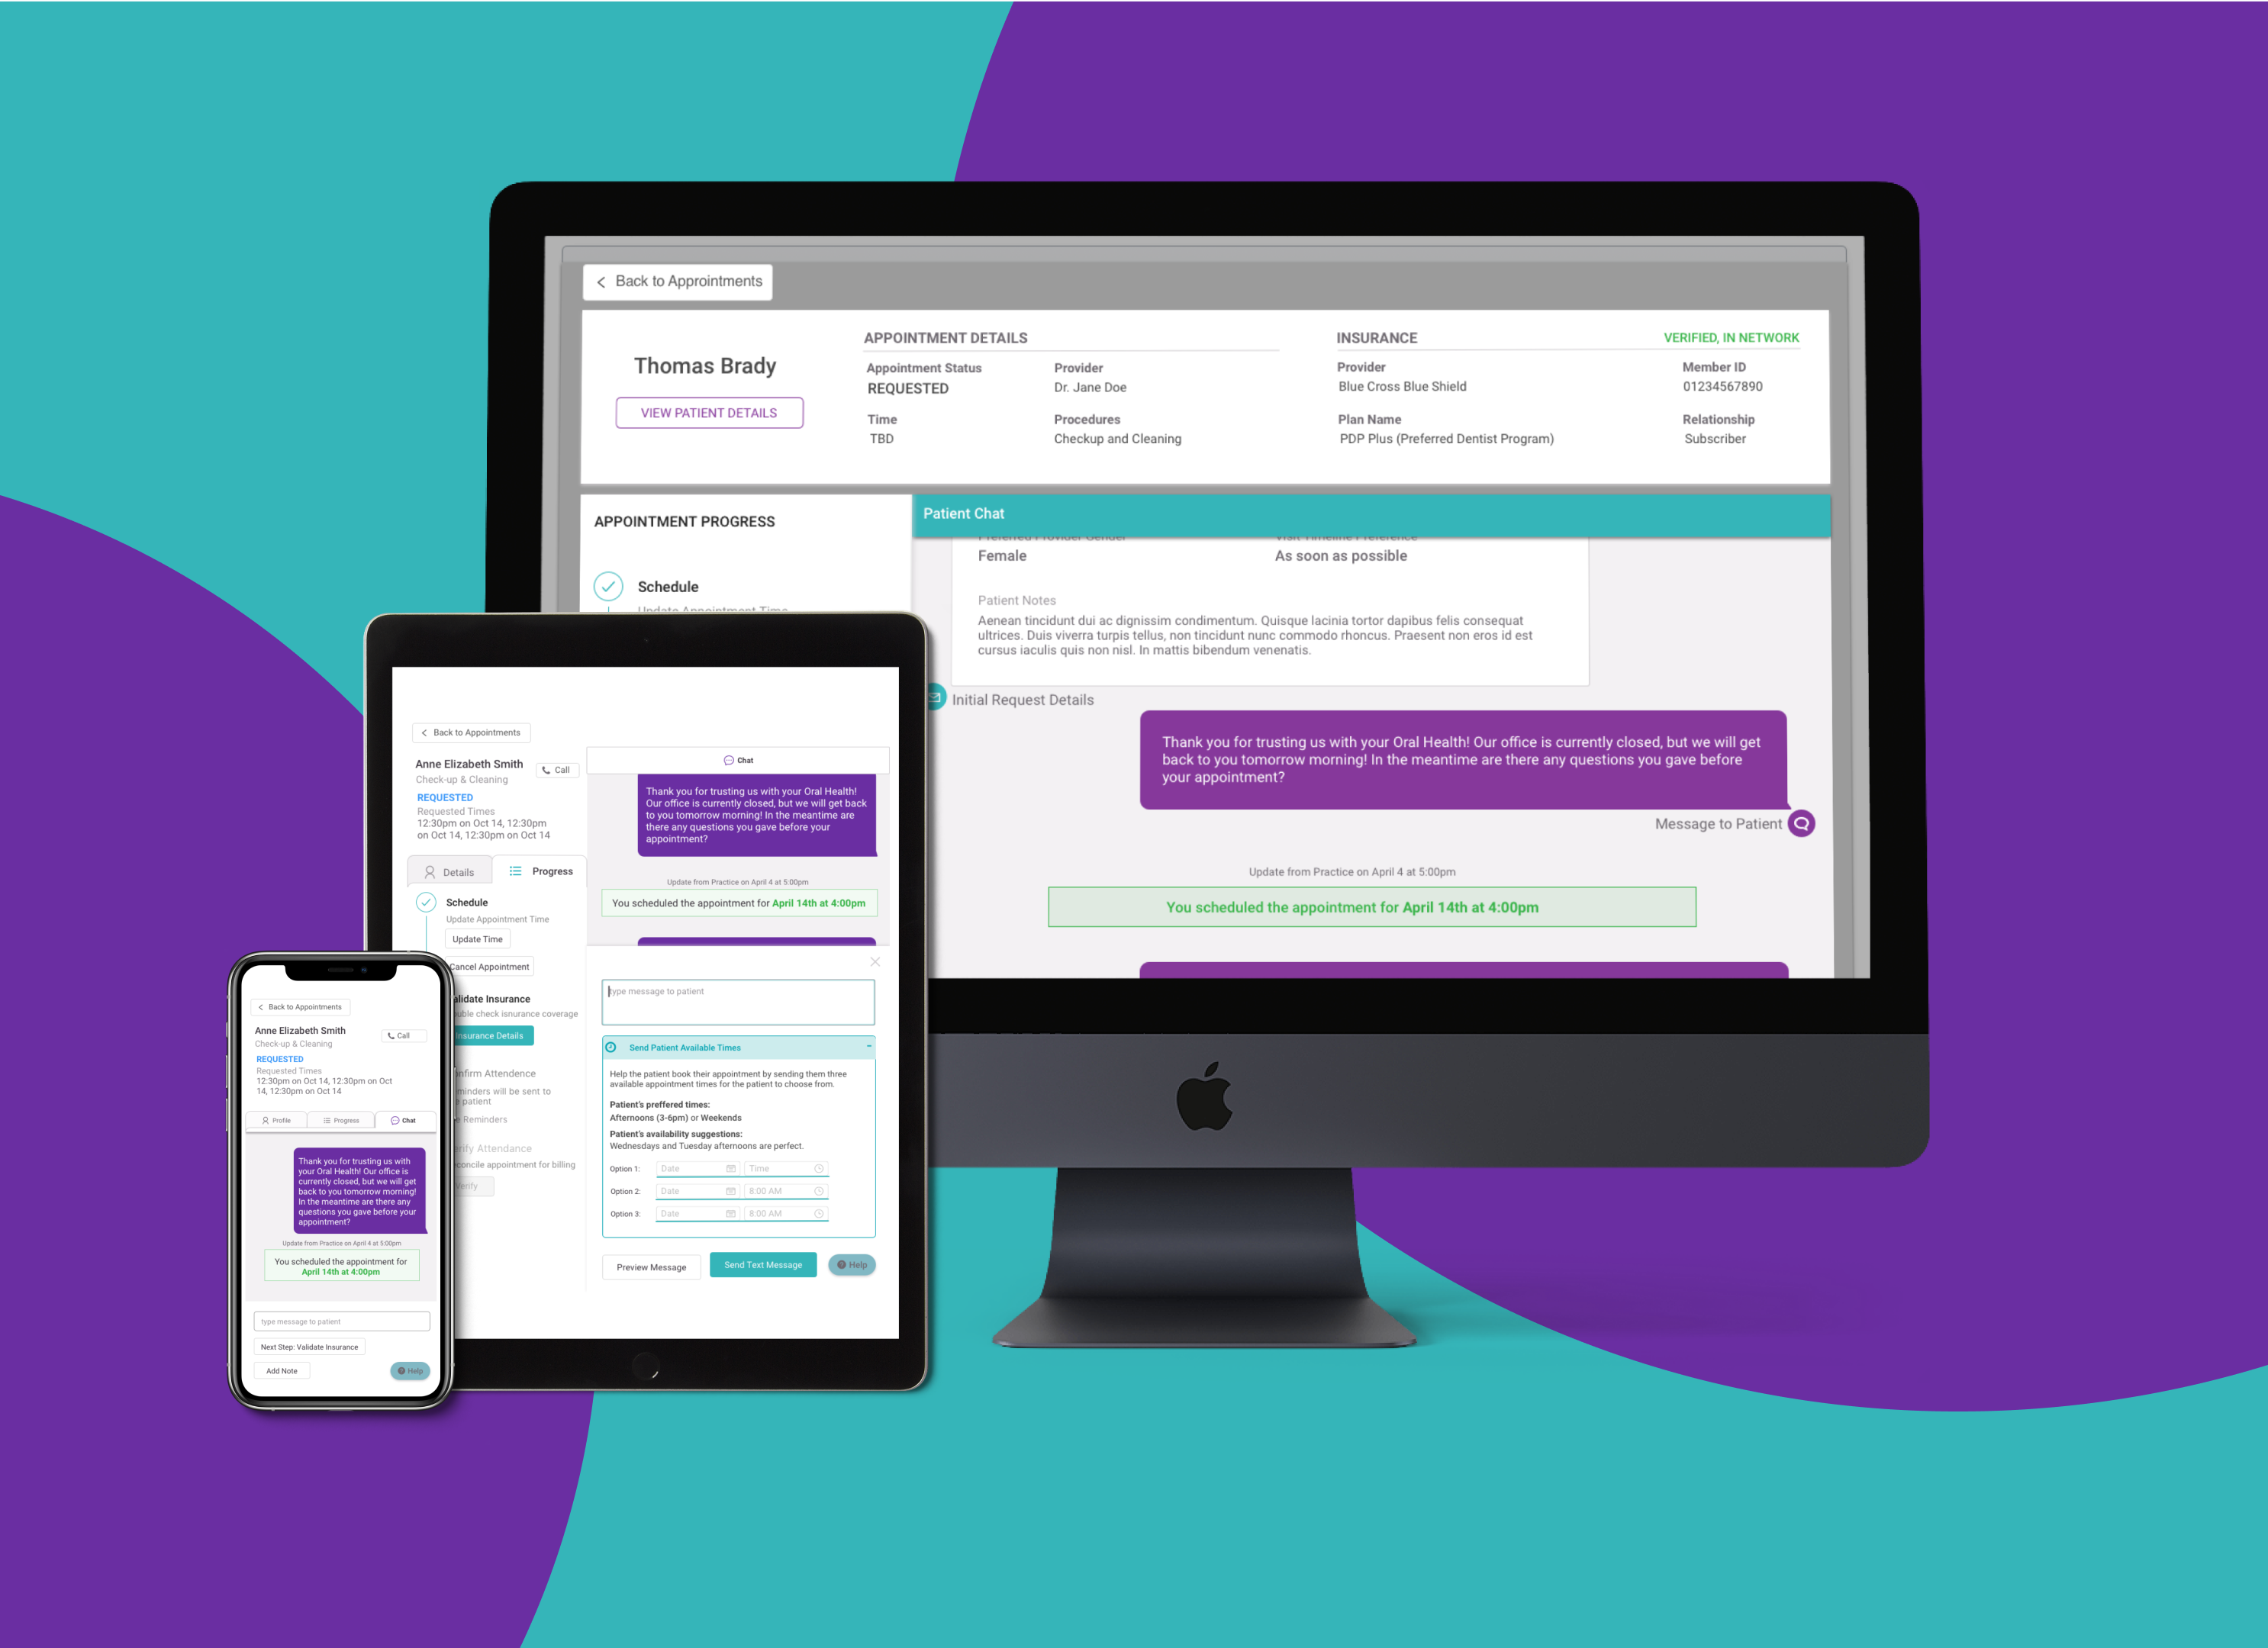 Back to Approintments
Thomas Brady
VIEW PATIENT DETAILS
APPOINTMENT DETAILS
Appointment Status
REQUESTED
Provider
Dr. Jane Doe
Time
TBD
Procedures
Checkup and Cleaning
INSURANCE
VERIFIED, IN NETWORK
Provider
Blue Cross Blue Shield
Member ID
01234567890
Plan Name
PDP Plus (Preferred Dentist Program)
Relationship
Subscriber
APPOINTMENT PROGRESS
Schedule
Update Appointment Time
Patient Chat
Preferred Provider Gender
Female
Visit Timeline Preference
As soon as possible
Patient Notes
Aenean tincidunt dui ac dignissim condimentum. Quisque lacinia tortor dapibus felis consequat
ultrices. Duis viverra turpis tellus, non tincidunt nunc commodo rhoncus. Praesent non eros id est
cursus iaculis quis non nisl. In mattis bibendum venenatis.
Initial Request Details
Thank you for trusting us with your Oral Health! Our office is currently closed, but we will get
back to you tomorrow morning! In the meantime are there any questions you gave before
your appointment?
Message to Patient
Update from Practice on April 4 at 5:00pm
You scheduled the appointment for April 14th at 4:00pm
Back to Appointments
Anne Elizabeth Smith
Call
Check-up & Cleaning
REQUESTED
Requested Times
12:30pm on Oct 14, 12:30pm
on Oct 14, 12:30pm on Oct 14
Details
Progress
Schedule
Update Appointment Time
Update Time
Cancel Appointment
alidate Insurance
uble check isnurance coverage
Insurance Details
nfirm Attendence
minders will be sent to
patient
Reminders
rify Attendance
concile appointment for billing
Verify
Chat
Thank you for trusting us with your Oral Health!
Our office is currently closed, but we will get back
to you tomorrow morning! In the meantime are
there any questions you gave before your
appointment?
Update from Practice on April 4 at 5:00pm
You scheduled the appointment for April 14th at 4:00pm
type message to patient
Send Patient Available Times
Help the patient book their appointment by sending them three
available appointment times for the patient to choose from.
Patient's preffered times:
Afternoons (3-6pm) or Weekends
Patient's availability suggestions:
Wednesdays and Tuesday afternoons are perfect.
Option 1: Date Time
Option 2: Date 8:00 AM
Option 3: Date 8:00 AM
Preview Message
Send Text Message
Help
Back to Appointments
Anne Elizabeth Smith
Call
Check-up & Cleaning
REQUESTED
Requested Times
12:30pm on Oct 14, 12:30pm on Oct
14, 12:30pm on Oct 14
Profile
Progress
Chat
Thank you for trusting us with
your Oral Health! Our office is
currently closed, but we will get
back to you tomorrow morning!
In the meantime are there any
questions you gave before your
appointment?
Update from Practice on April 4 at 5:00pm
You scheduled the appointment for
April 14th at 4:00pm
type message to patient
Next Step: Validate Insurance
Add Note
Help